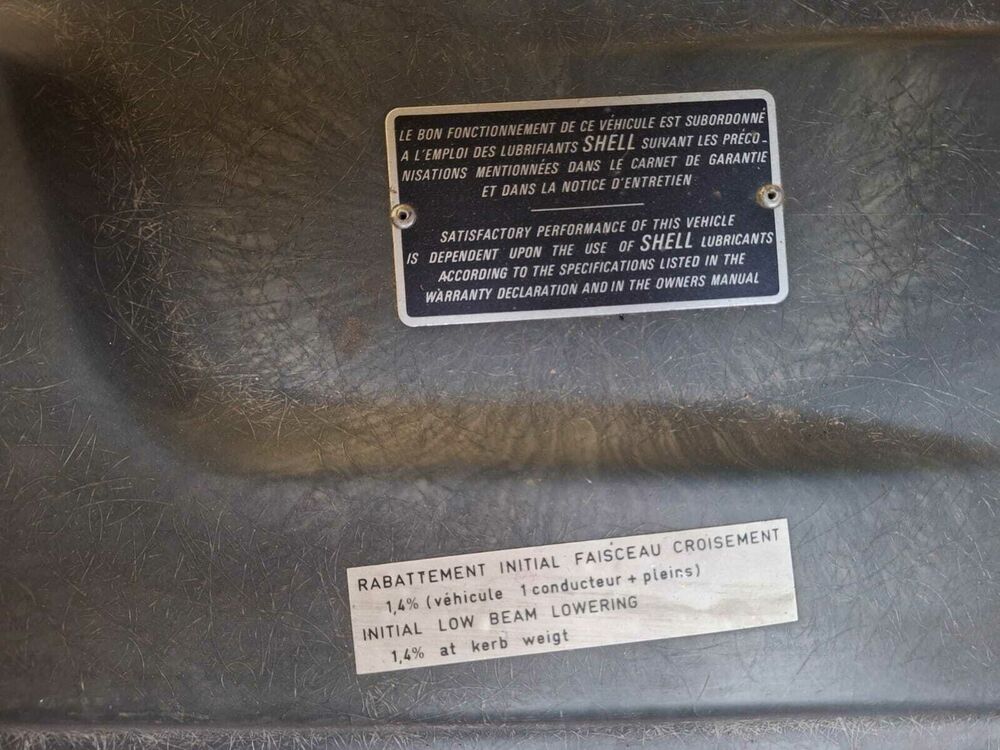 LE BON FONCTIONNEMENT DE CE VÉHICULE EST SUBORDONNÉ
A L'EMPLOI DES LUBRIFIANTS SHELL SUIVANT LES PRÉCO-
NISATIONS MENTIONNÉES DANS LE CARNET DE GARANTIE
ET DANS LA NOTICE D'ENTRETIEN
SATISFACTORY PERFORMANCE OF THIS VEHICLE
IS DEPENDENT UPON THE USE OF SHELL LUBRICANTS
ACCORDING TO THE SPECIFICATIONS LISTED IN THE
WARRANTY DECLARATION AND IN THE OWNERS MANUAL
RABATTEMENT INITIAL FAISCEAU CROISEMENT
1,4% (véhicule 1 conducteur + pleins)
INITIAL LOW BEAM LOWERING
1,4% at kerb weigt